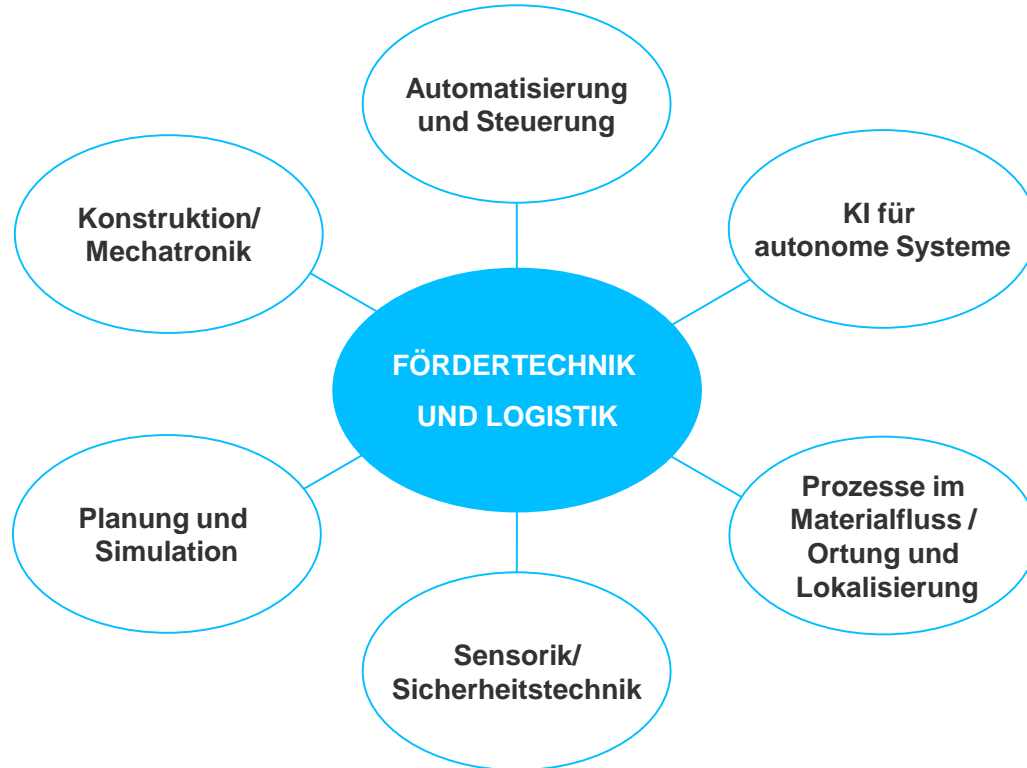 Automatisierung
und Steuerung
Konstruktion/
Mechatronik
KI für
autonome Systeme
FÖRDERTECHNIK
UND LOGISTIK
Planung und
Simulation
Prozesse im
Materialfluss /
Ortung und
Lokalisierung
Sensorik/
Sicherheitstechnik